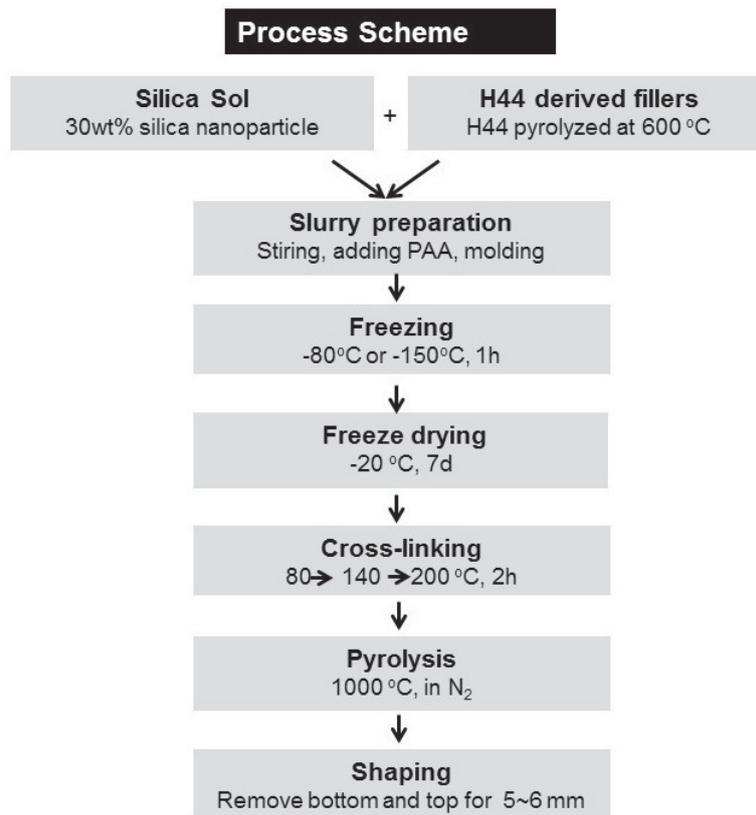 Process Scheme
Silica Sol
30wt% silica nanoparticle
+
H44 derived fillers
H44 pyrolyzed at 600 °C
Slurry preparation
Stiring, adding PAA, molding
Freezing
-80°C or -150°C, 1h
Freeze drying
-20 °C, 7d
Cross-linking
80➔ 140 ➔200 °C, 2h
Pyrolysis
1000 °C, in N₂
Shaping
Remove bottom and top for 5~6 mm